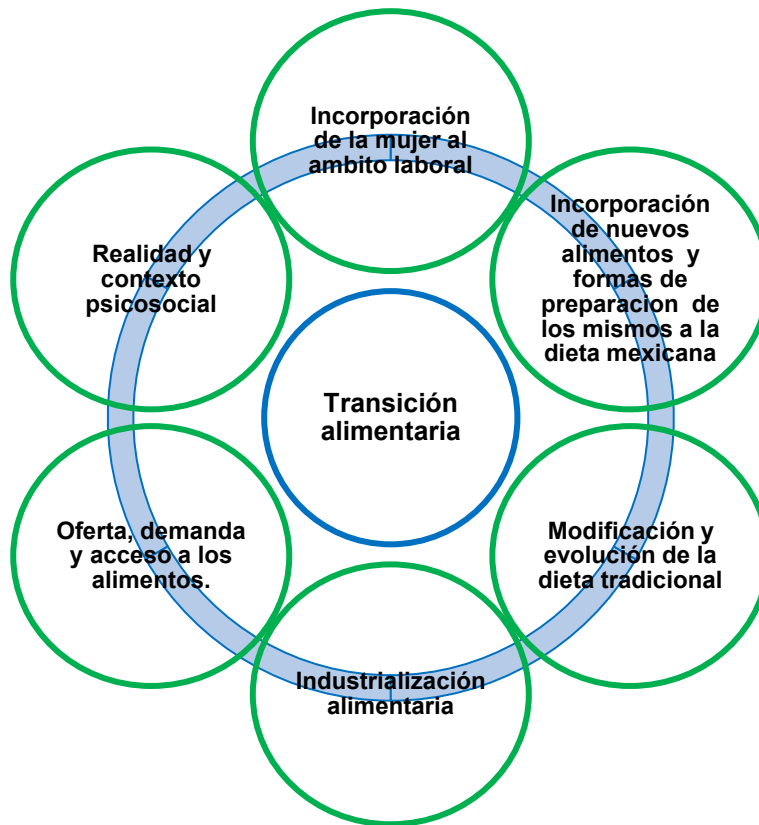 Incorporación
de la mujer al
ambito laboral
Incorporación
de nuevos
alimentos y
formas de
preparacion de
los mismos a la
dieta mexicana
Realidad y
contexto
psicosocial
Transición
alimentaria
Oferta, demanda
y acceso a los
alimentos.
Modificación y
evolución de la
dieta tradicional
Industrialización
alimentaria